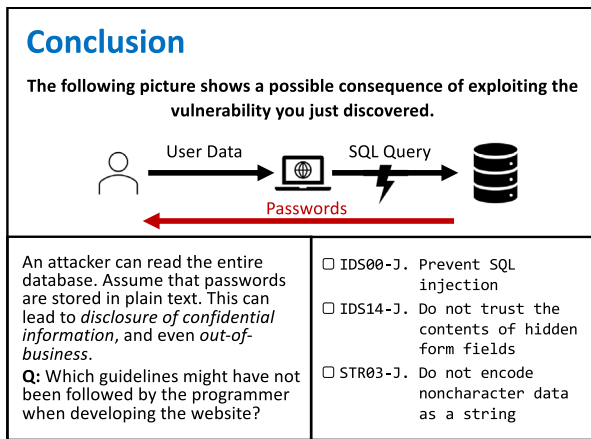 Conclusion
The following picture shows a possible consequence of exploiting the
vulnerability you just discovered.
User Data
SQL Query
Passwords
An attacker can read the entire
database. Assume that passwords
are stored in plain text. This can
lead to disclosure of confidential
information, and even out-of-
business.
Q: Which guidelines might have not
been followed by the programmer
when developing the website?
IDS00-J. Prevent SQL
injection
IDS14-J. Do not trust the
contents of hidden
form fields
STR03-J. Do not encode
noncharacter data
as a string